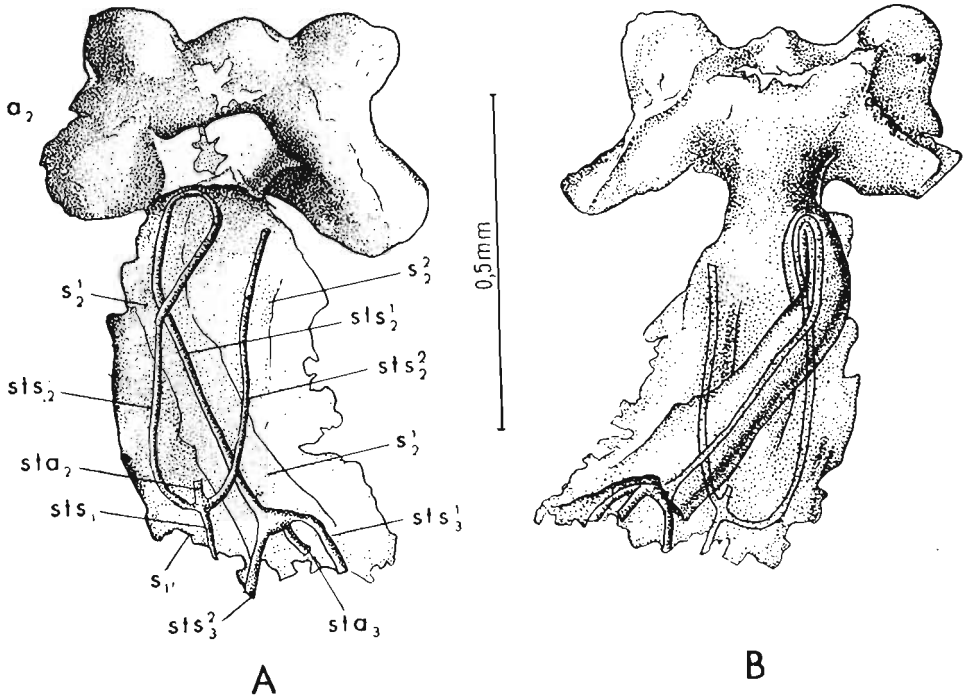 a₂
s₂¹
s₂²
sts₂¹
sts₂
sts₂²
s₂¹
sta₂
sts₁
sts₃¹
s₁'
sts₃²
sta₃
0,5mm
A
B